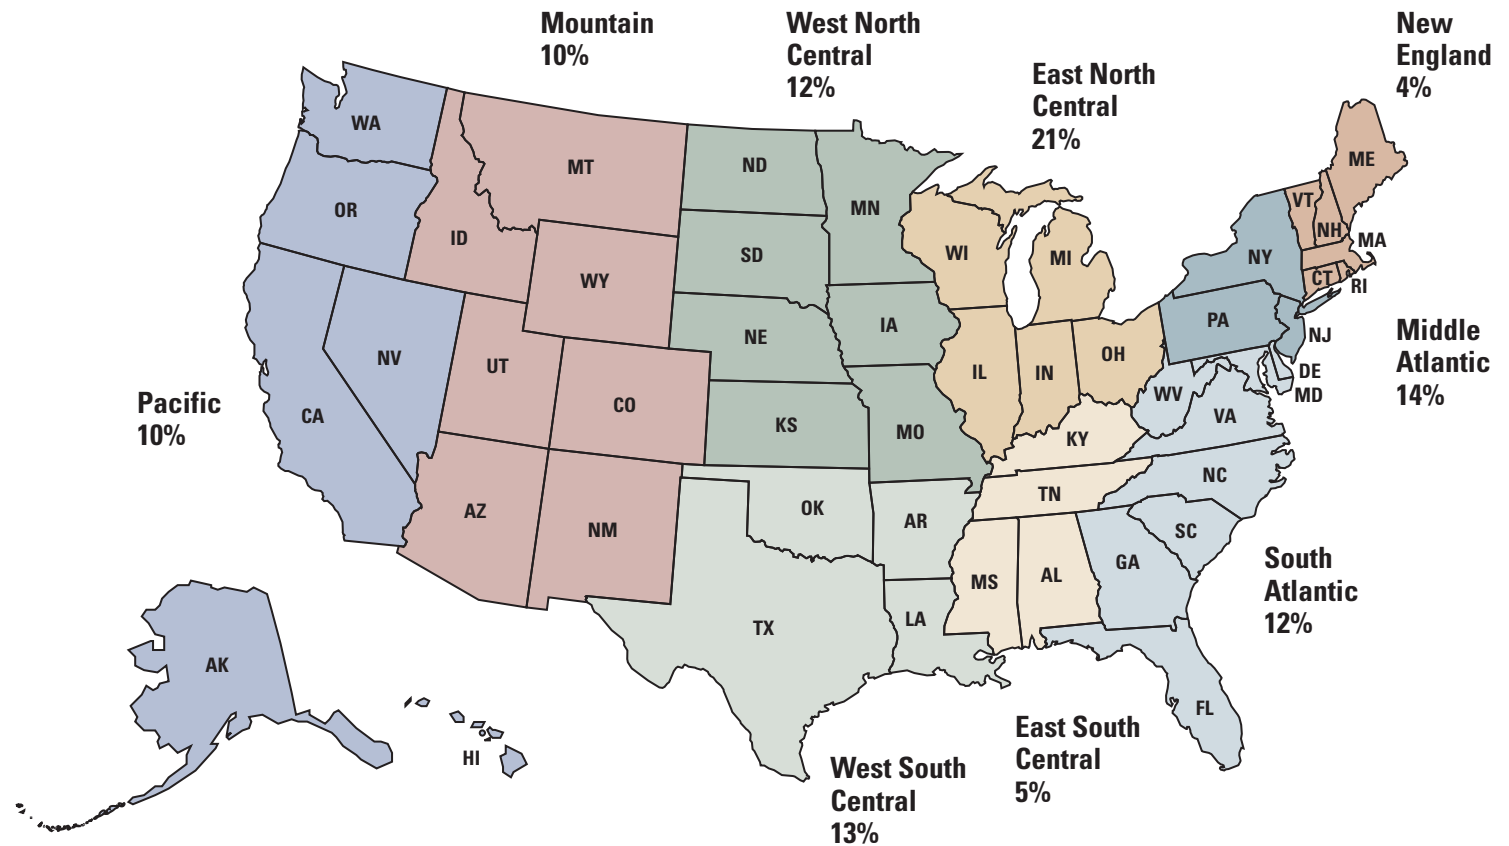 Mountain
10%
West North
Central
12%
East North
Central
21%
New
England
4%
WA
MT
ND
MN
ME
VT
NH
MA
OR
ID
SD
WI
MI
NY
CT
RI
WY
NE
IA
PA
NJ
Middle
Atlantic
14%
NV
UT
CO
IL
IN
OH
DE
MD
WV
VA
Pacific
10%
CA
KS
MO
KY
NC
AZ
NM
OK
AR
TN
SC
MS
AL
GA
South
Atlantic
12%
TX
LA
AK
HI
FL
East South
Central
5%
West South
Central
13%